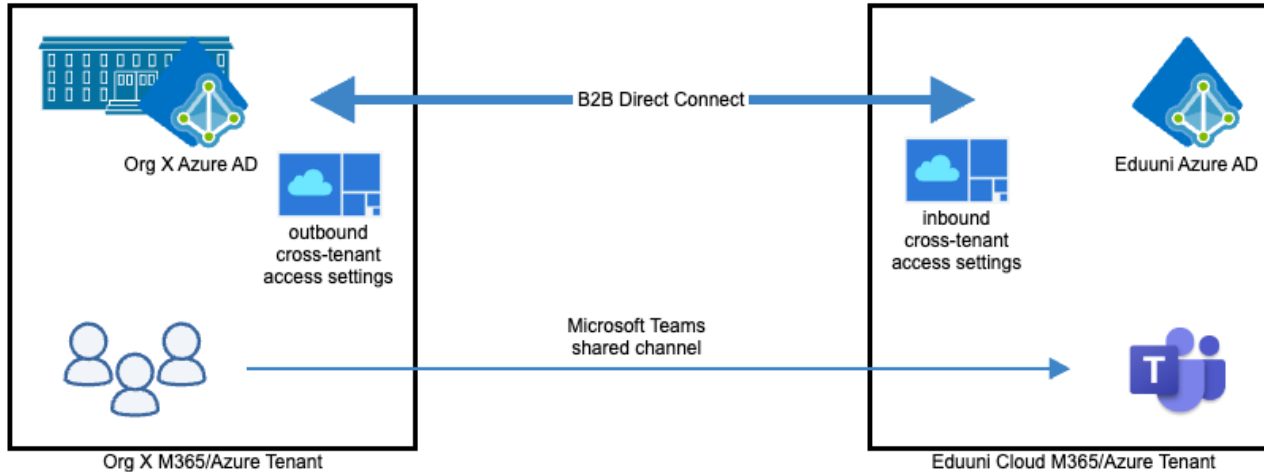 B2B Direct Connect
Org X Azure AD
Eduuni Azure AD
outbound
cross-tenant
access settings
inbound
cross-tenant
access settings
Microsoft Teams
shared channel
T
Org X M365/Azure Tenant
Eduuni Cloud M365/Azure Tenant